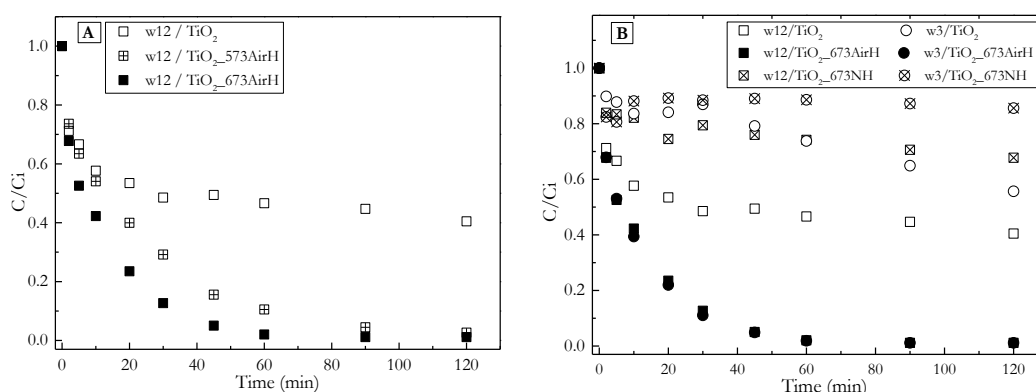 A
w12 / TiO₂
w12 / TiO₂_573AirH
w12 / TiO₂_673AirH
C/Ci
1.0
0.8
0.6
0.4
0.2
0.0
0 20 40 60 80 100 120
Time (min)
B
w12/TiO₂ w3/TiO₂
w12/TiO₂_673AirH w3/TiO₂_673AirH
w12/TiO₂_673NH w3/TiO₂_673NH
C/Ci
1.0
0.8
0.6
0.4
0.2
0.0
0 20 40 60 80 100 120
Time (min)